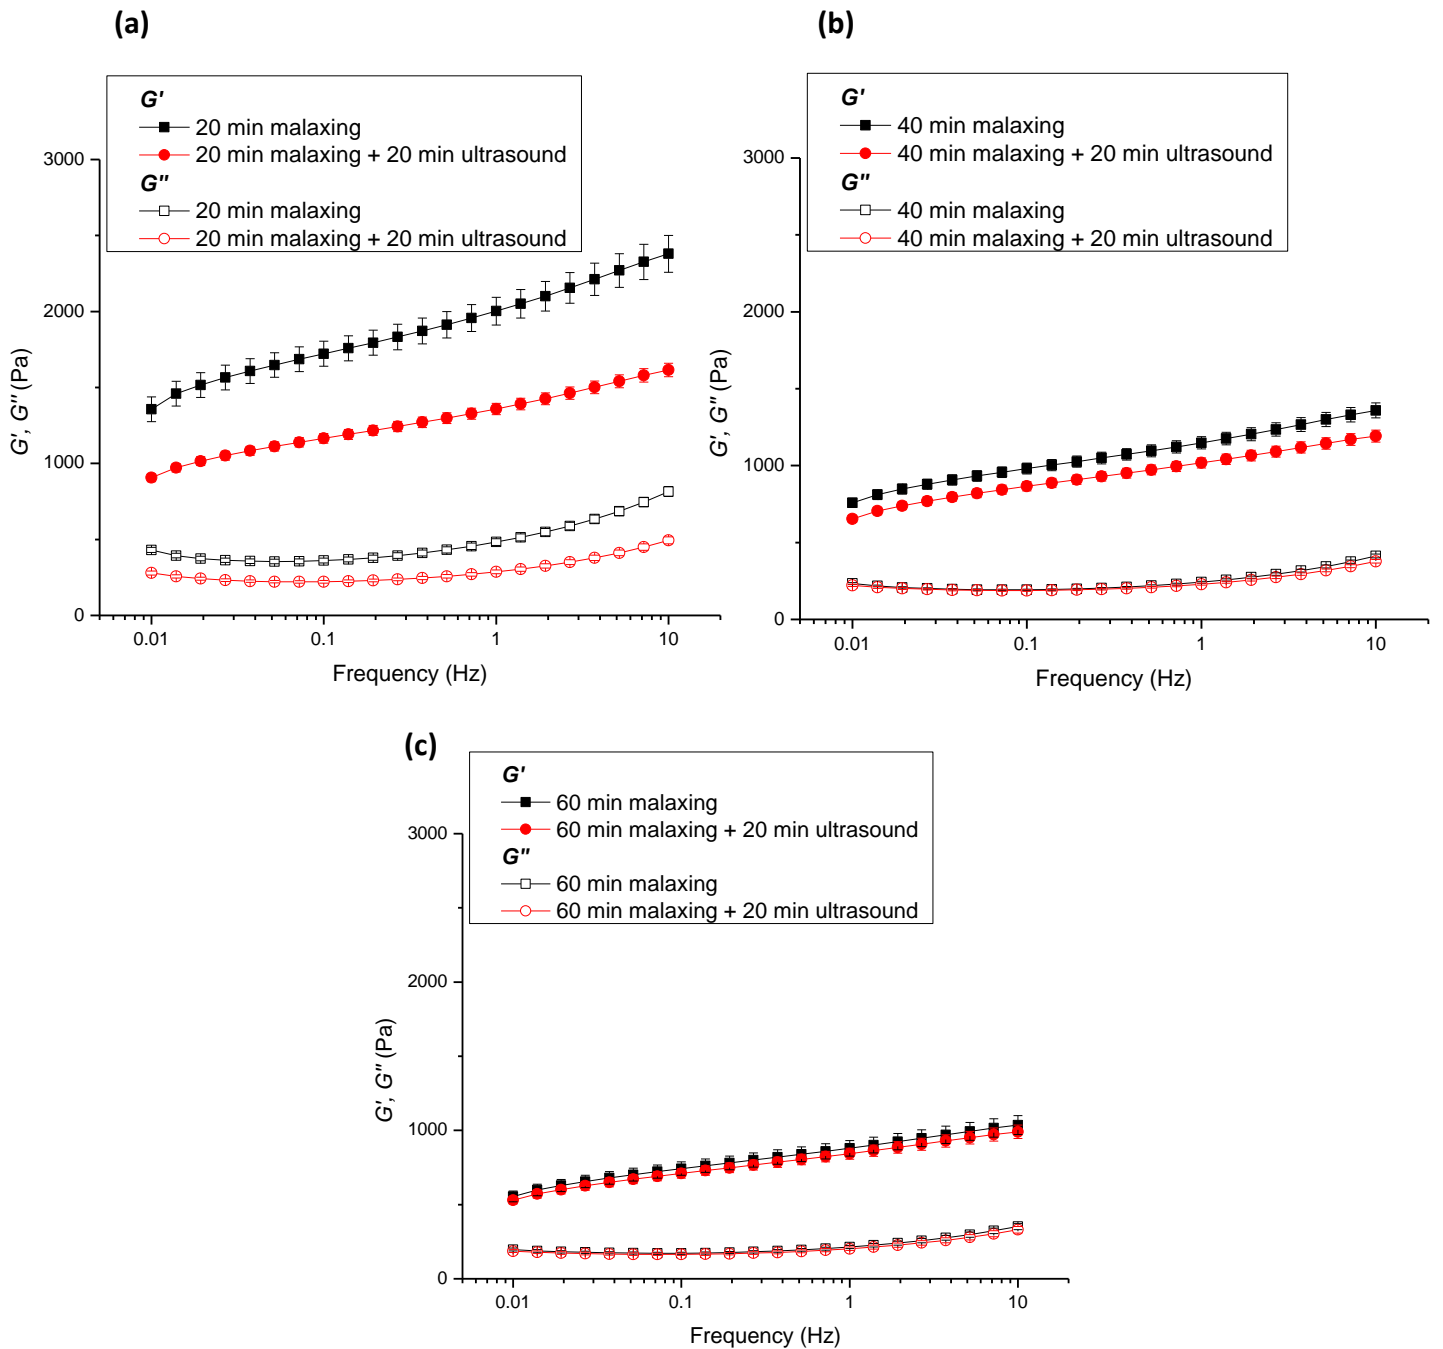 (a)
G'
20 min malaxing
20 min malaxing + 20 min ultrasound
G"
20 min malaxing
20 min malaxing + 20 min ultrasound
3000
2000
1000
0
G', G" (Pa)
0.01 0.1 1 10
Frequency (Hz)
(b)
G'
40 min malaxing
40 min malaxing + 20 min ultrasound
G"
40 min malaxing
40 min malaxing + 20 min ultrasound
3000
2000
1000
0
G', G" (Pa)
0.01 0.1 1 10
Frequency (Hz)
(c)
G'
60 min malaxing
60 min malaxing + 20 min ultrasound
G"
60 min malaxing
60 min malaxing + 20 min ultrasound
3000
2000
1000
0
G', G" (Pa)
0.01 0.1 1 10
Frequency (Hz)